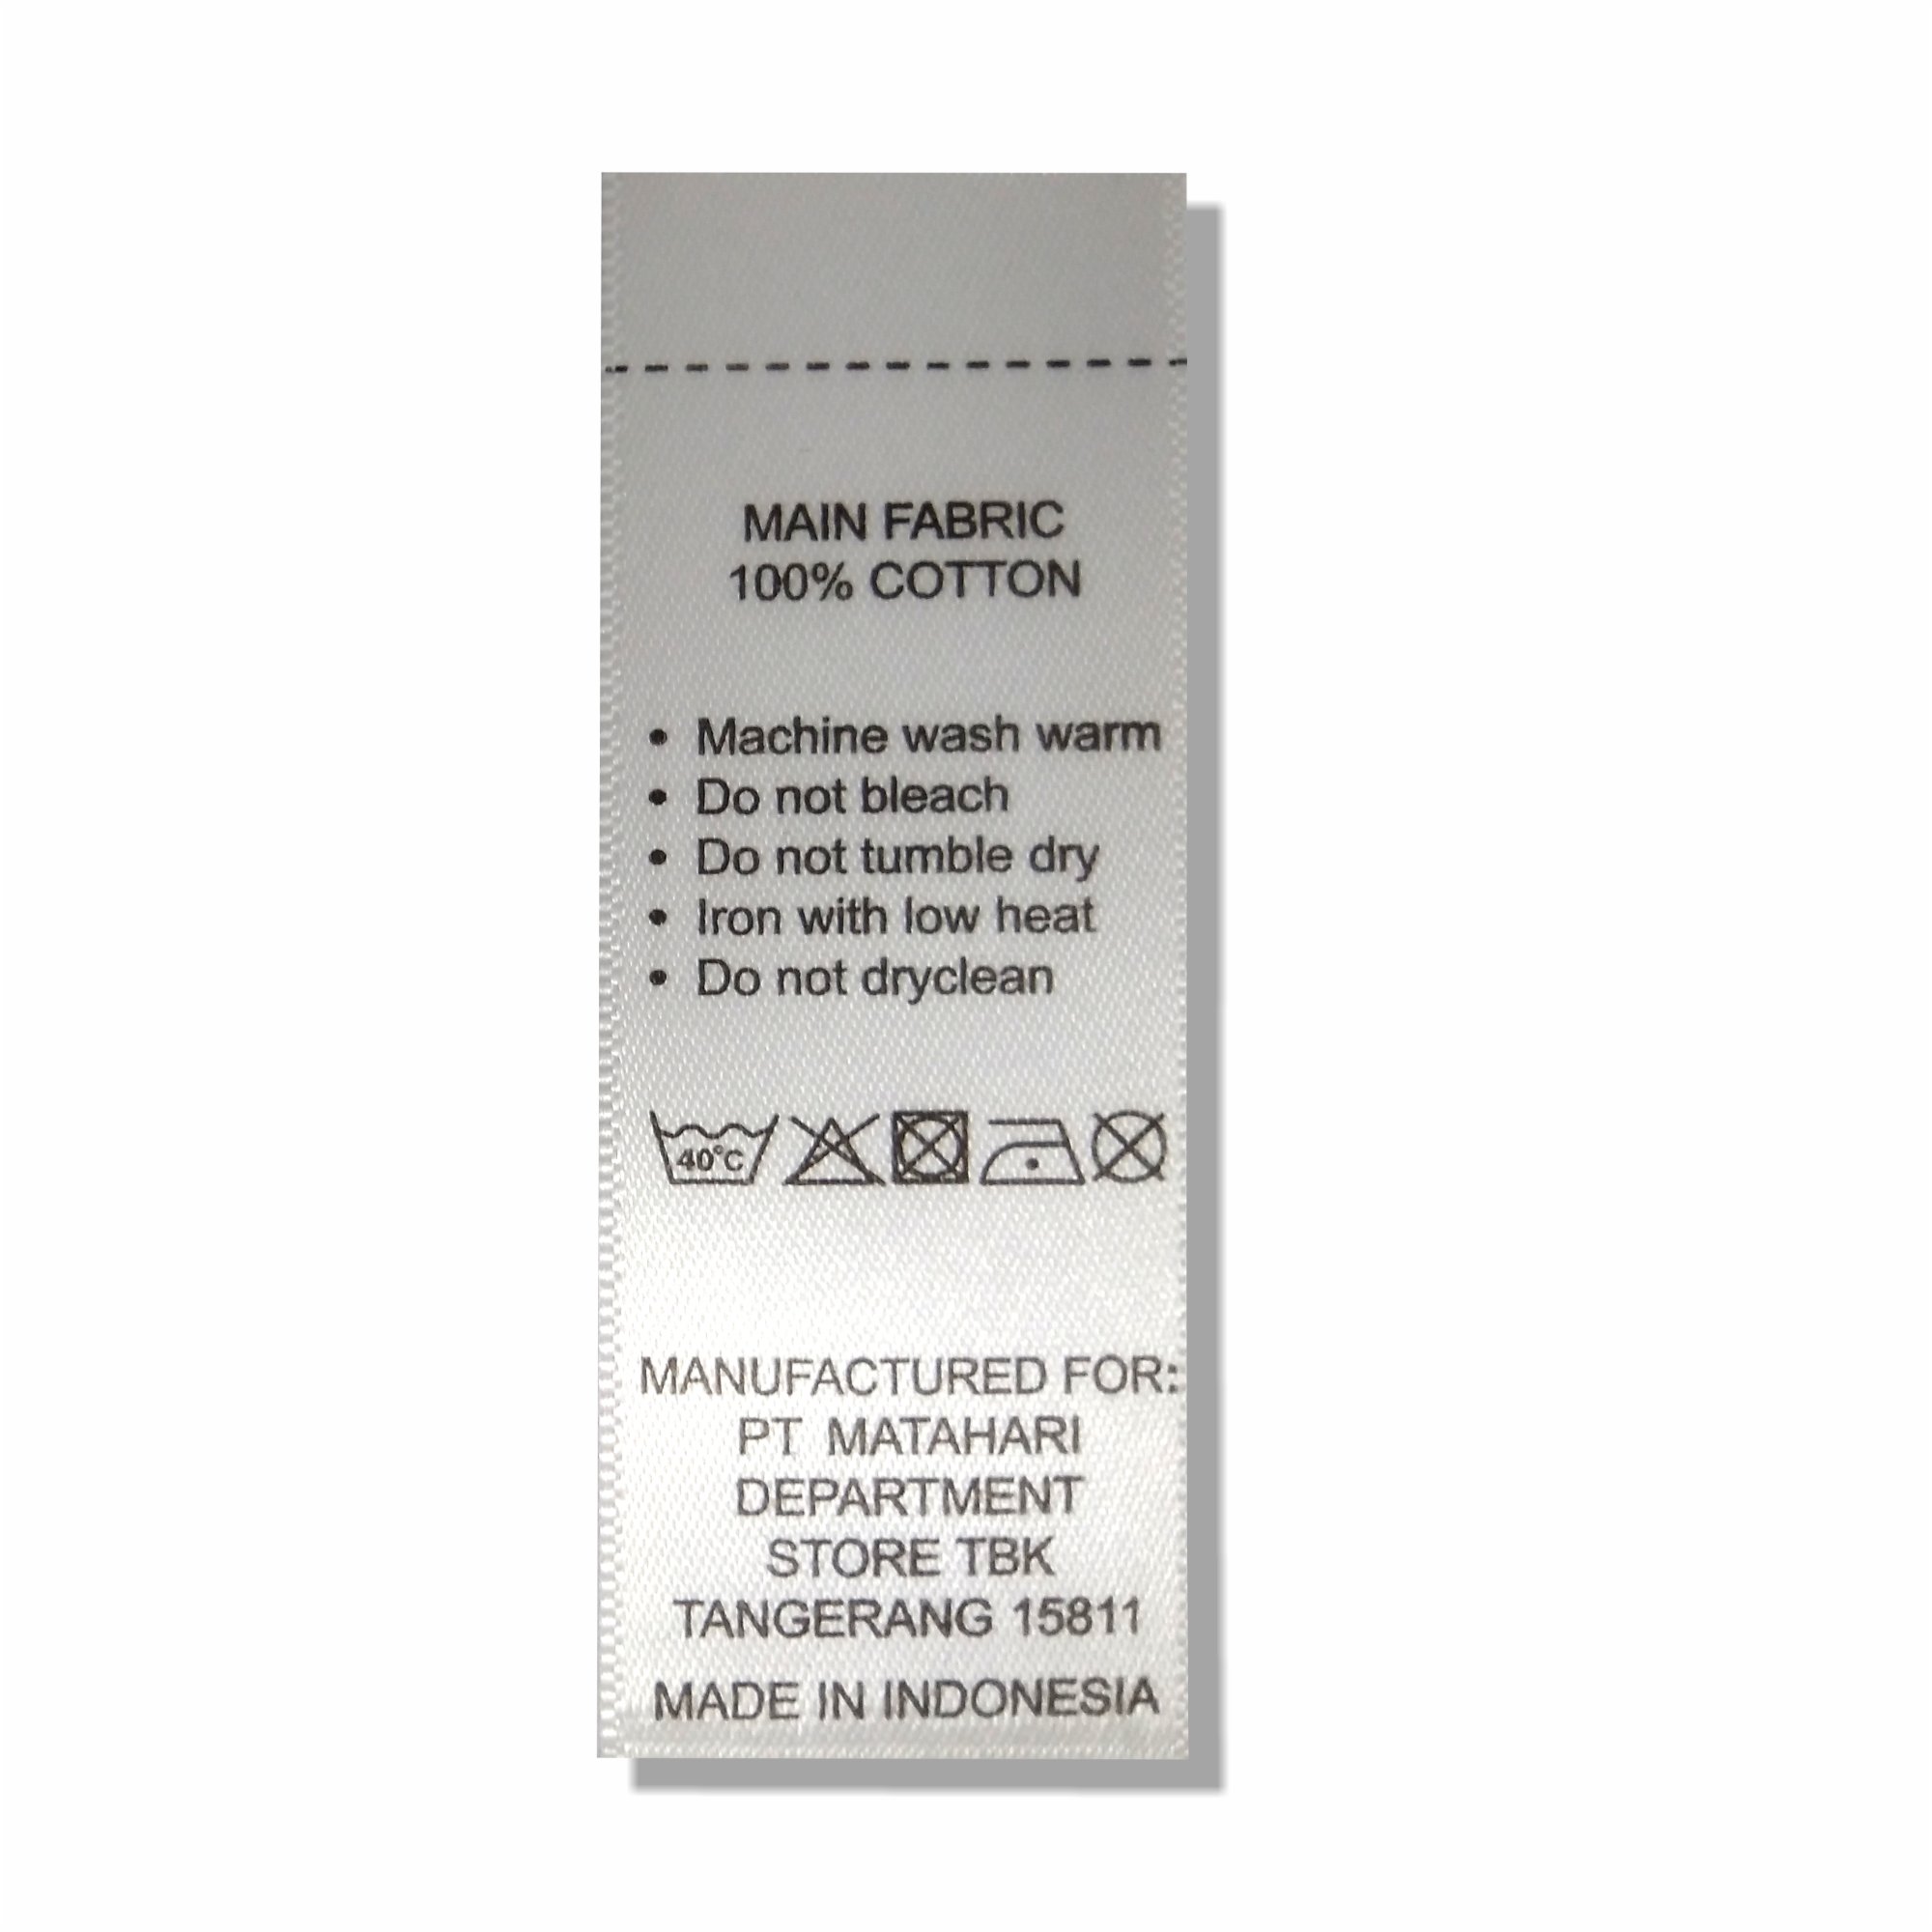 MAIN FABRIC
100% COTTON
• Machine wash warm
• Do not bleach
• Do not tumble dry
• Iron with low heat
• Do not dryclean
40°C
MANUFACTURED FOR:
PT MATAHARI
DEPARTMENT
STORE TBK
TANGERANG 15811
MADE IN INDONESIA